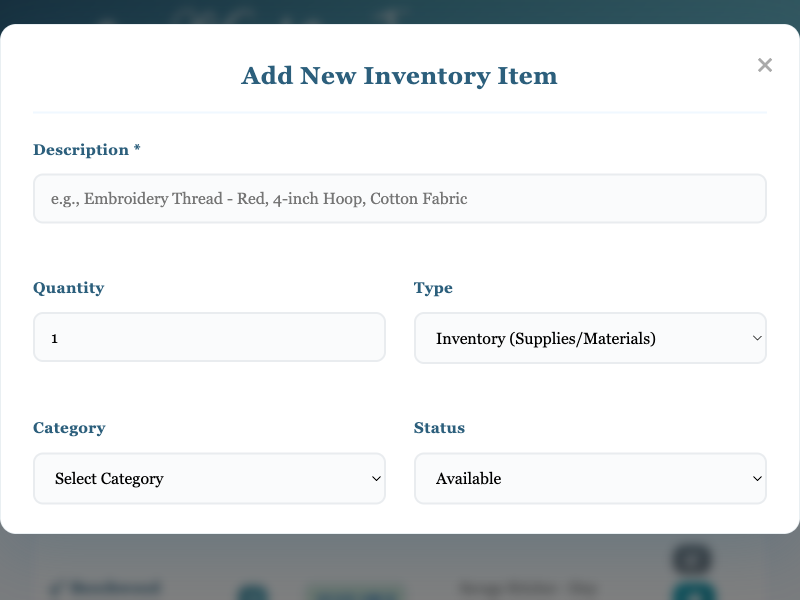 Add New Inventory Item
×
Description *
e.g., Embroidery Thread - Red, 4-inch Hoop, Cotton Fabric
Quantity
Type
1
Inventory (Supplies/Materials)
Category
Status
Select Category
Available